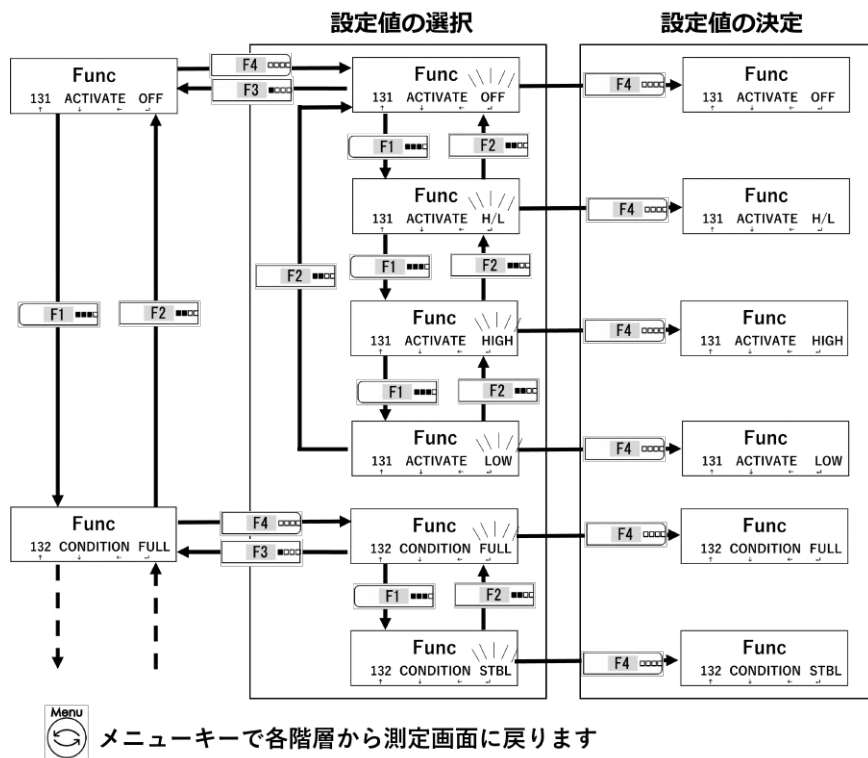 設定値の選択
設定値の決定
Func
131 ACTIVATE OFF
↑ ↓ ← ↵
F4
F3
Func
131 ACTIVATE OFF
↑ ↓ ← ↵
F4
Func
131 ACTIVATE OFF
↑ ↓ ← ↵
F1
F2
Func
131 ACTIVATE H/L
↑ ↓ ← ↵
F4
Func
131 ACTIVATE H/L
↑ ↓ ← ↵
F2
F1
F2
F1
F2
Func
131 ACTIVATE HIGH
↑ ↓ ← ↵
F4
Func
131 ACTIVATE HIGH
↑ ↓ ← ↵
F1
F2
Func
131 ACTIVATE LOW
↑ ↓ ← ↵
F4
Func
131 ACTIVATE LOW
↑ ↓ ← ↵
Func
132 CONDITION FULL
↑ ↓ ← ↵
F4
F3
Func
132 CONDITION FULL
↑ ↓ ← ↵
F4
Func
132 CONDITION FULL
↑ ↓ ← ↵
F1
F2
Func
132 CONDITION STBL
↑ ↓ ← ↵
F4
Func
132 CONDITION STBL
↑ ↓ ← ↵
Menu
メニューキーで各階層から測定画面に戻ります